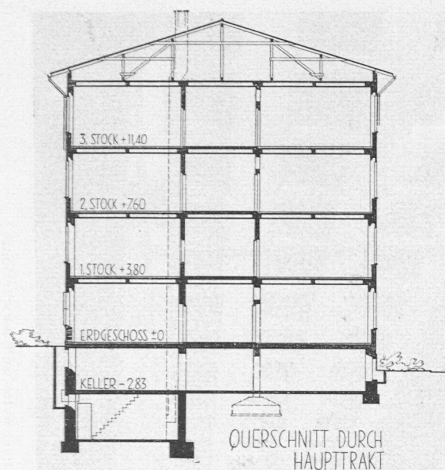 3. STOCK + 11,40
2. STOCK + 7.60
1. STOCK + 3.80
ERDGESCHOSS ±0
KELLER - 2.83
QUERSCHNITT DURCH
HAUPTTRAKT